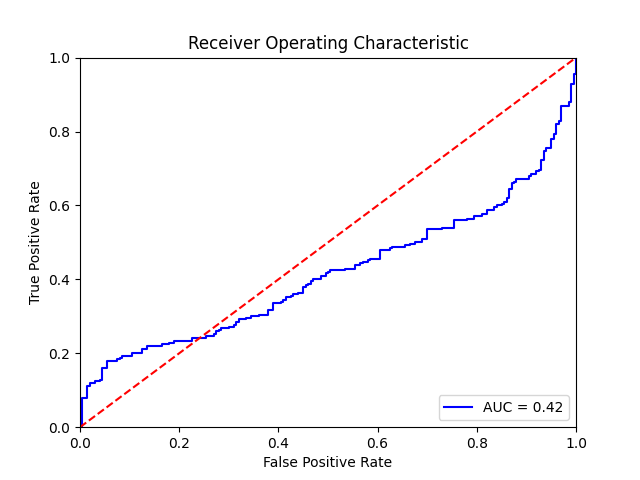 Receiver Operating Characteristic
True Positive Rate
1.0
0.8
0.6
0.4
0.2
0.0
AUC = 0.42
0.0 0.2 0.4 0.6 0.8 1.0
False Positive Rate